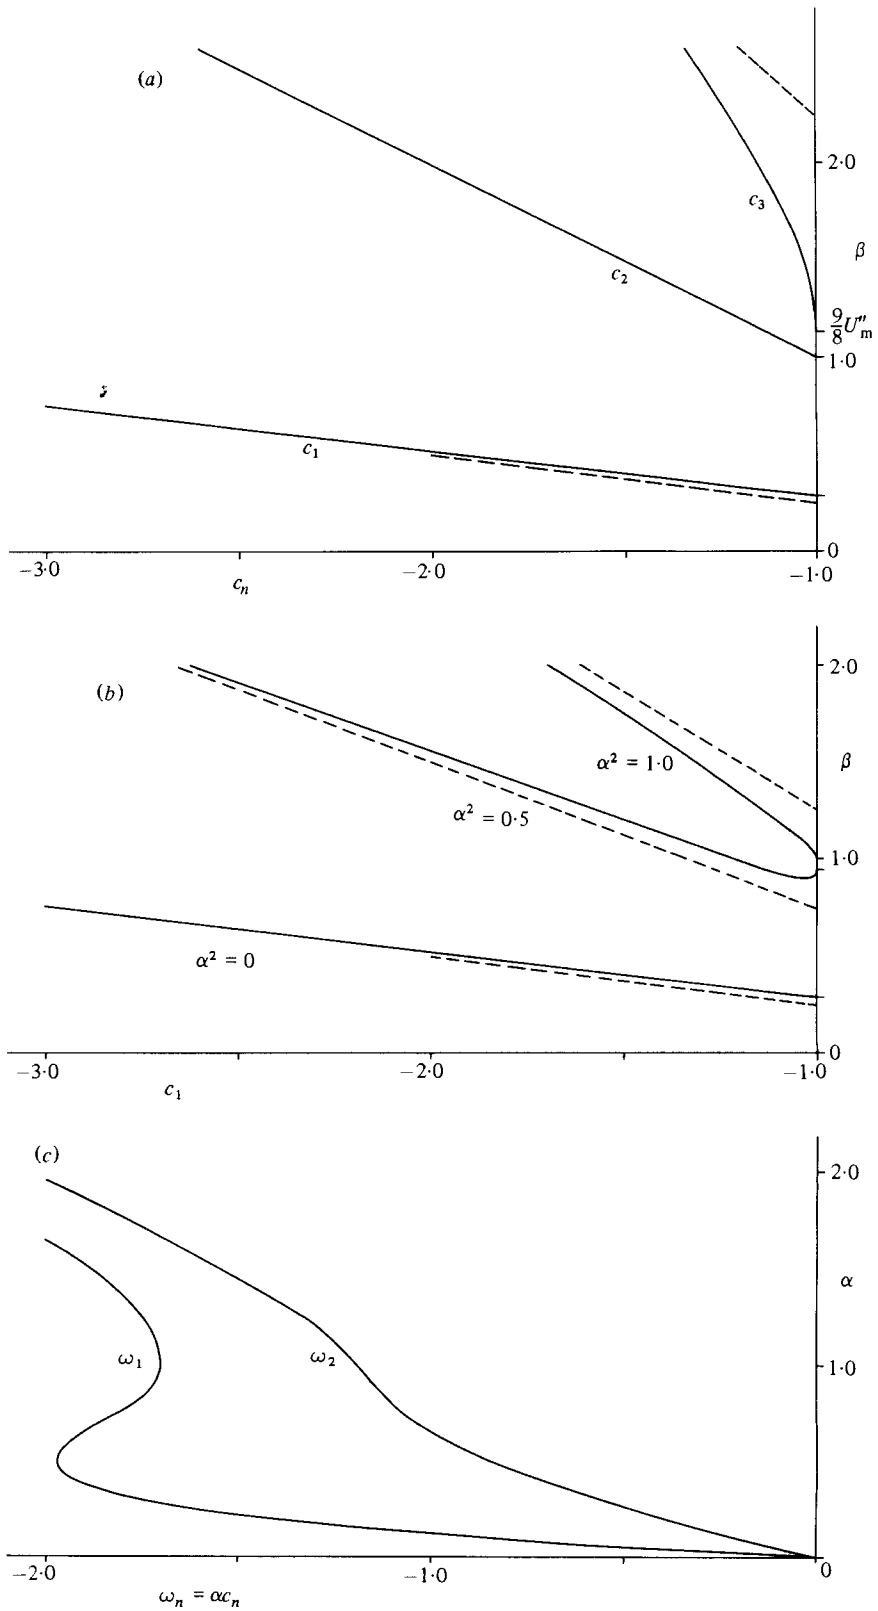 (a)
2·0
c₃
β
c₂
9/8 U″ₘ
1·0
c₁
0
−3·0
−2·0
−1·0
cₙ
(b)
2·0
α² = 1·0
β
α² = 0·5
1·0
α² = 0
0
−3·0
−2·0
−1·0
c₁
(c)
2·0
α
ω₁
ω₂
1·0
−2·0
−1·0
0
ωₙ = αcₙ